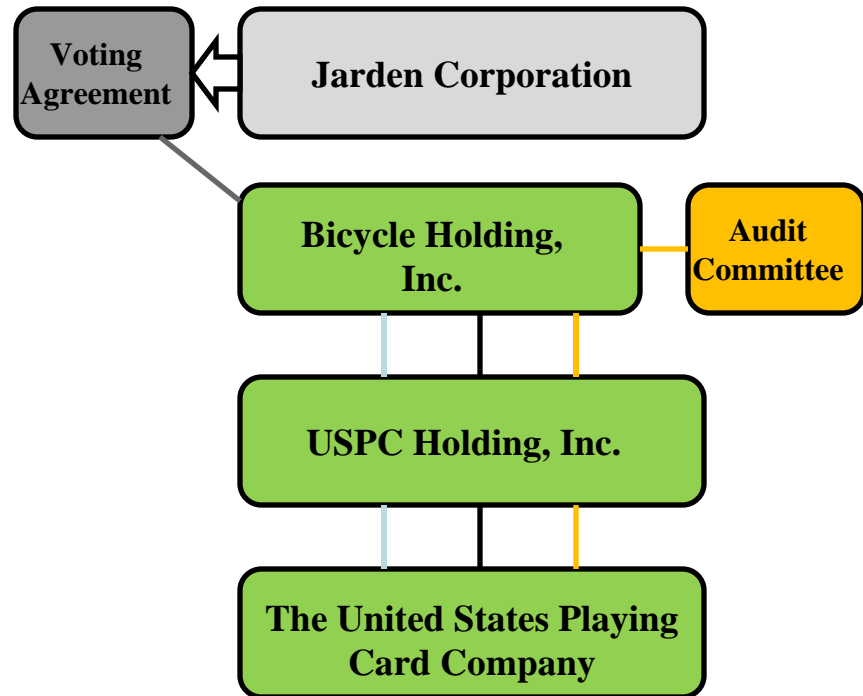 Voting
Agreement
Jarden Corporation
Bicycle Holding,
Inc.
Audit
Committee
USPC Holding, Inc.
The United States Playing
Card Company